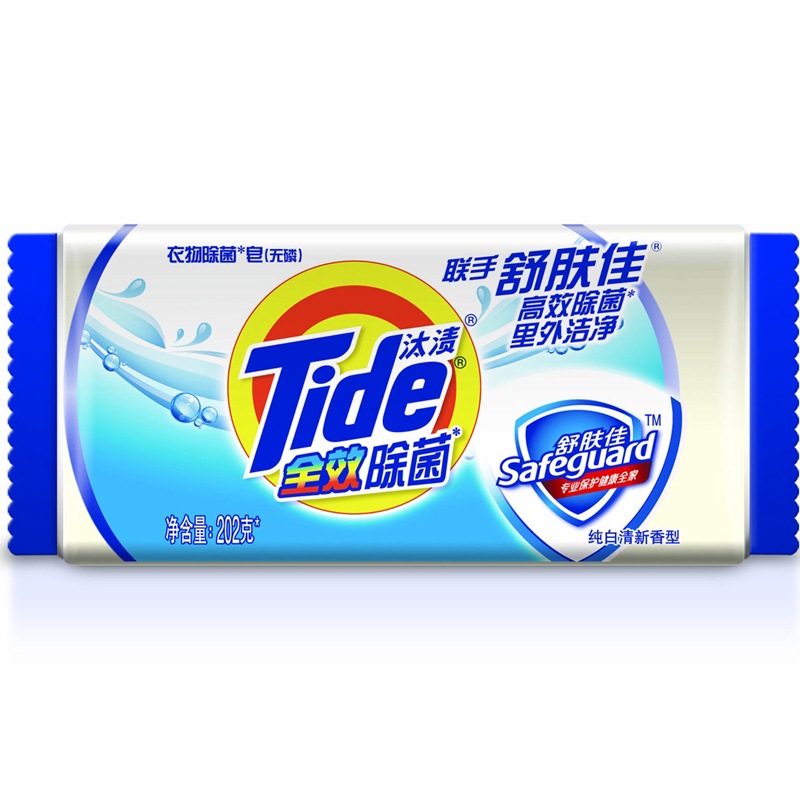 衣物除菌*皂(无磷)
联手 舒肤佳®
高效除菌*
里外洁净
汰渍®
Tide®
全效除菌*
舒肤佳
Safeguard™
专业保护健康全家
净含量:202克*
纯白清新香型